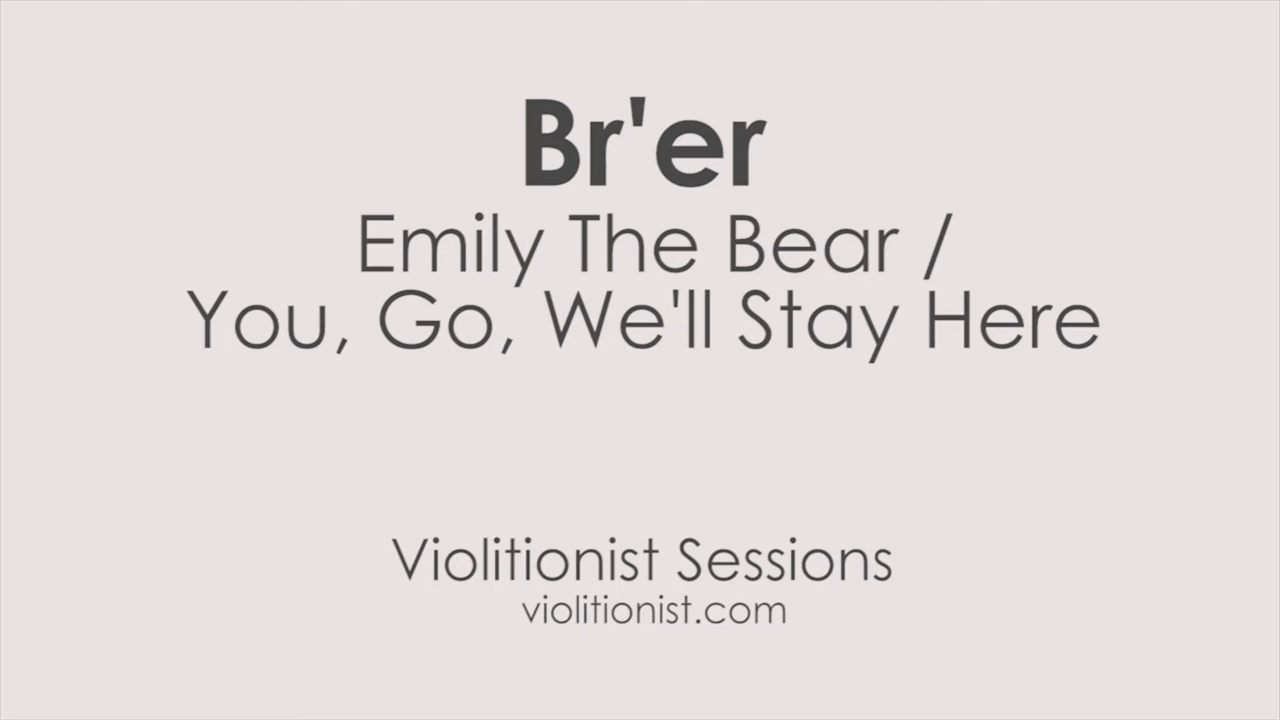 Br'er
Emily The Bear /
You, Go, We'll Stay Here
Violitionist Sessions
violitionist.com